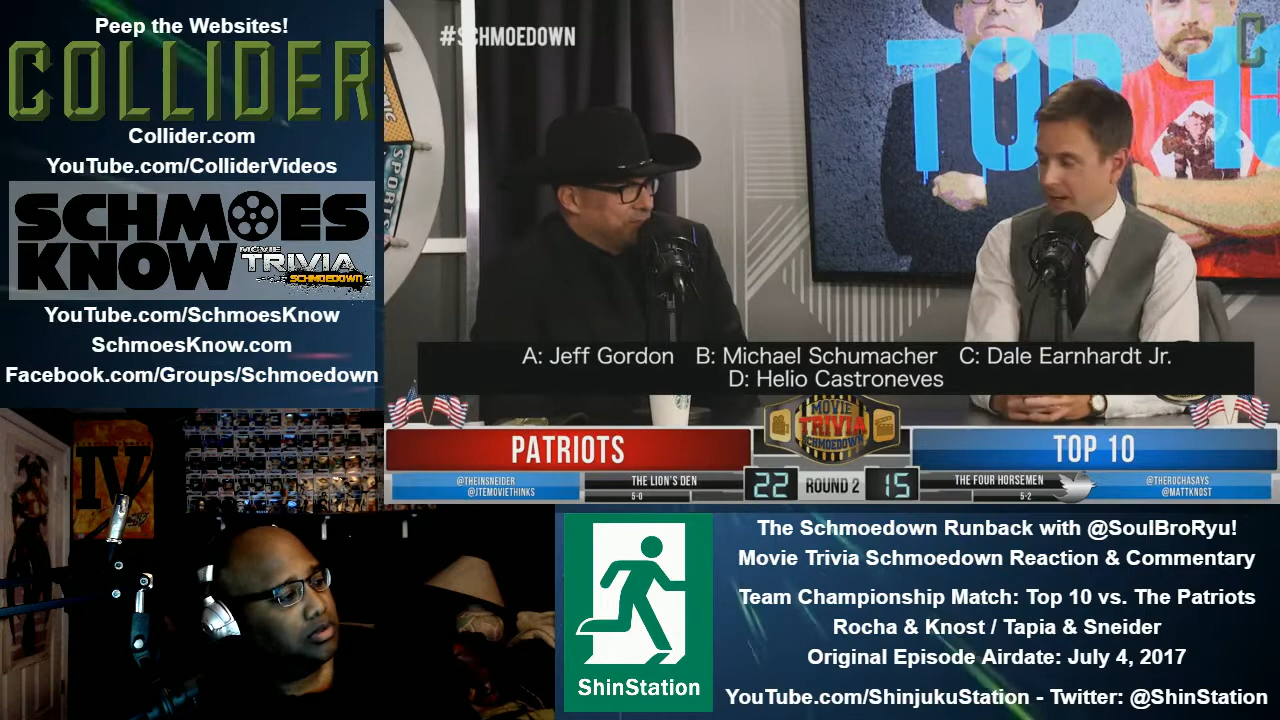 Peep the Websites!
COLLIDER
Collider.com
YouTube.com/ColliderVideos
SCHMOES
KNOW
MOVIE
TRIVIA
SCHMOEDOWN
YouTube.com/SchmoesKnow
SchmoesKnow.com
Facebook.com/Groups/Schmoedown
#SCHMOEDOWN
TOP 10
SPORTS
A: Jeff Gordon B: Michael Schumacher C: Dale Earnhardt Jr.
D: Helio Castroneves
PATRIOTS
MOVIE
TRIVIA
SCHMOEDOWN
TOP 10
@THEINSNEIDER
@JTEMOVIETHINKS
THE LION'S DEN
5-0
22
ROUND 2
15
THE FOUR HORSEMEN
5-2
@THEROCHASAYS
@MATTKNOST
IV
ShinStation
The Schmoedown Runback with @SoulBroRyu!
Movie Trivia Schmoedown Reaction & Commentary
Team Championship Match: Top 10 vs. The Patriots
Rocha & Knost / Tapia & Sneider
Original Episode Airdate: July 4, 2017
YouTube.com/ShinjukuStation - Twitter: @ShinStation